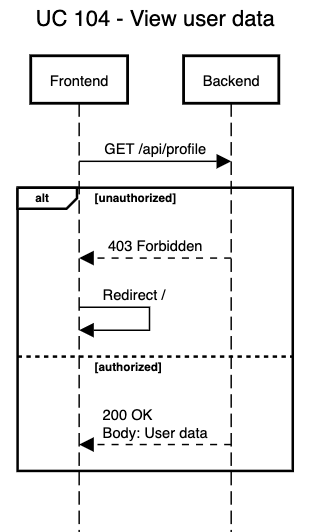 UC 104 - View user data
Frontend
Backend
GET /api/profile
alt
[unauthorized]
403 Forbidden
Redirect /
[authorized]
200 OK
Body: User data